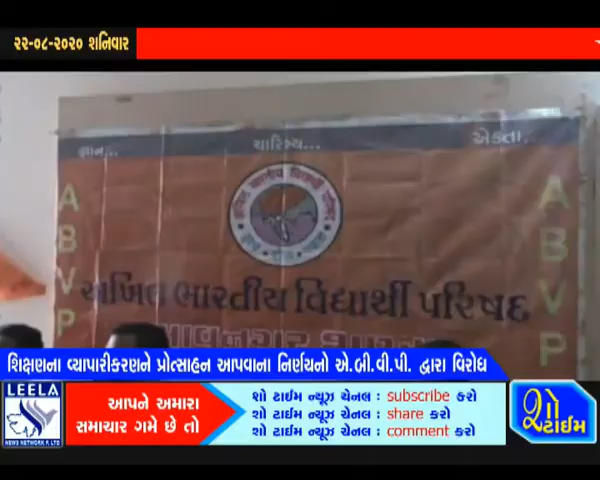 ૨૨-૦૮-૨૦૨૦ શનિવાર
જ્ઞાન... ચારિત્ર્ય... એકતા...
ABVP
ABVP
અખિલ ભારતીય વિદ્યાર્થી પરિષદ
ભાવનગર
શિક્ષણના વ્યાપારીકરણને પ્રોત્સાહન આપવાના નિર્ણયનો એ.બી.વી.પી. દ્વારા વિરોધ
LEELA
NEWS NETWORK P. LTD
આપને અમારા
સમાચાર ગમે છે તો
શો ટાઈમ ન્યૂઝ ચેનલ : subscribe કરો
શો ટાઈમ ન્યૂઝ ચેનલ : share કરો
શો ટાઈમ ન્યૂઝ ચેનલ : comment કરો
શો
ટાઈમ